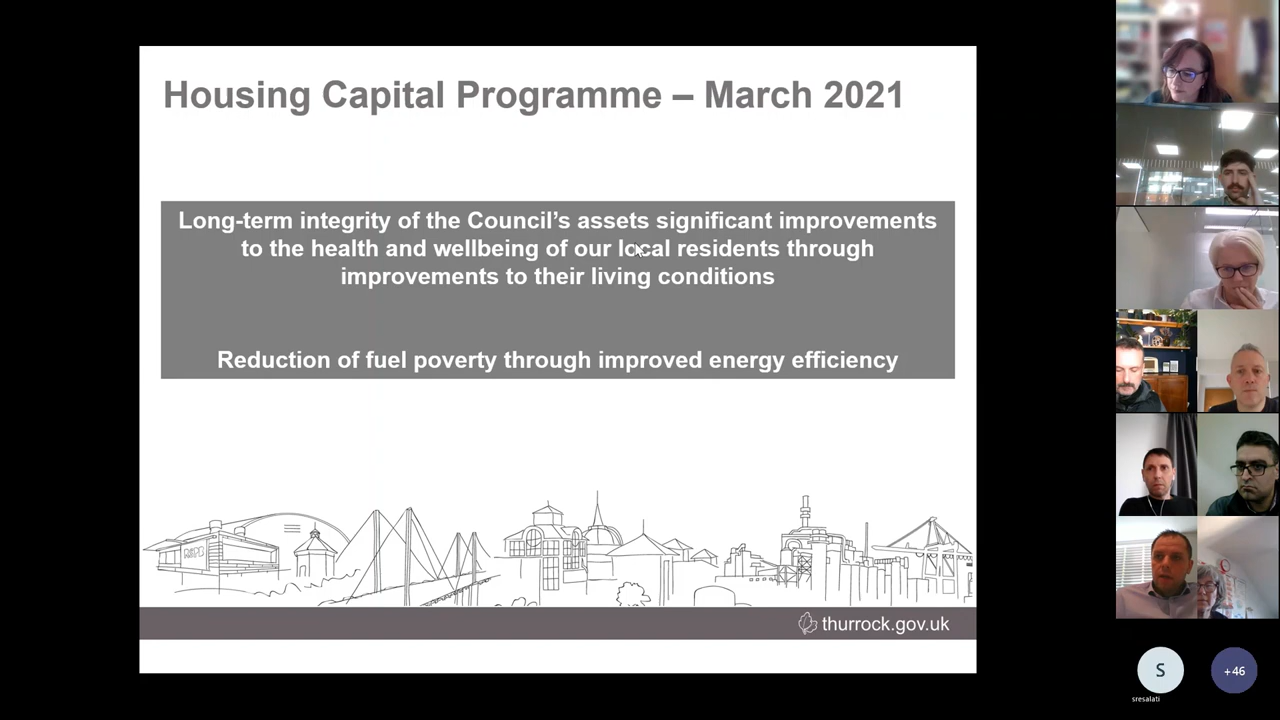 Housing Capital Programme – March 2021
Long-term integrity of the Council's assets significant improvements
to the health and wellbeing of our local residents through
improvements to their living conditions
Reduction of fuel poverty through improved energy efficiency
thurrock.gov.uk
S
+46
sresalati